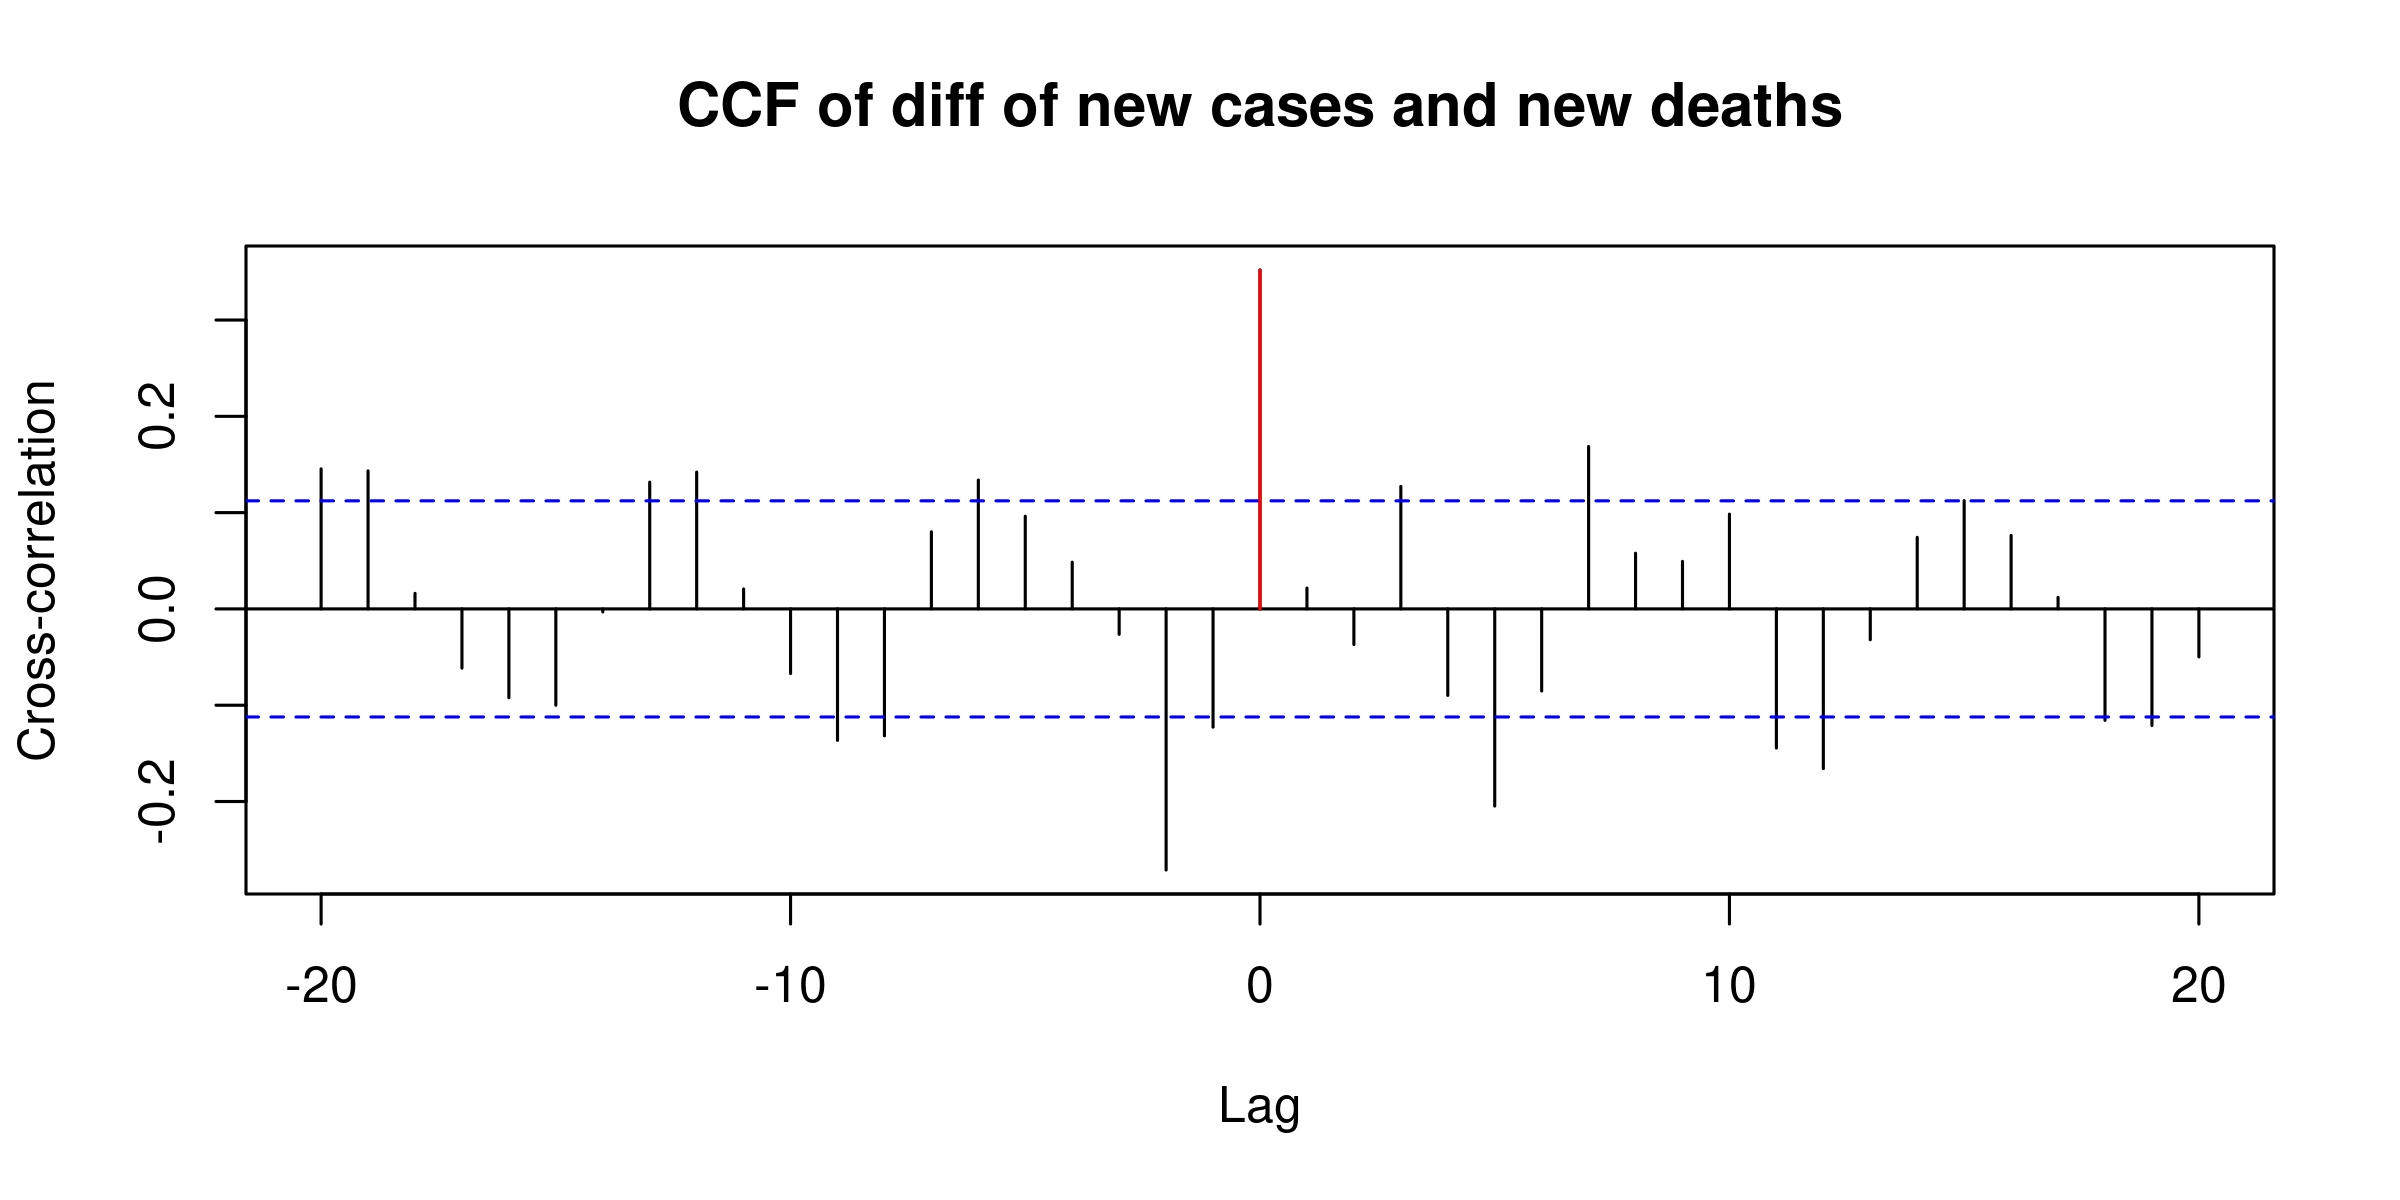 CCF of diff of new cases and new deaths
Cross-correlation
0.2
0.0
-0.2
-20 -10 0 10 20
Lag